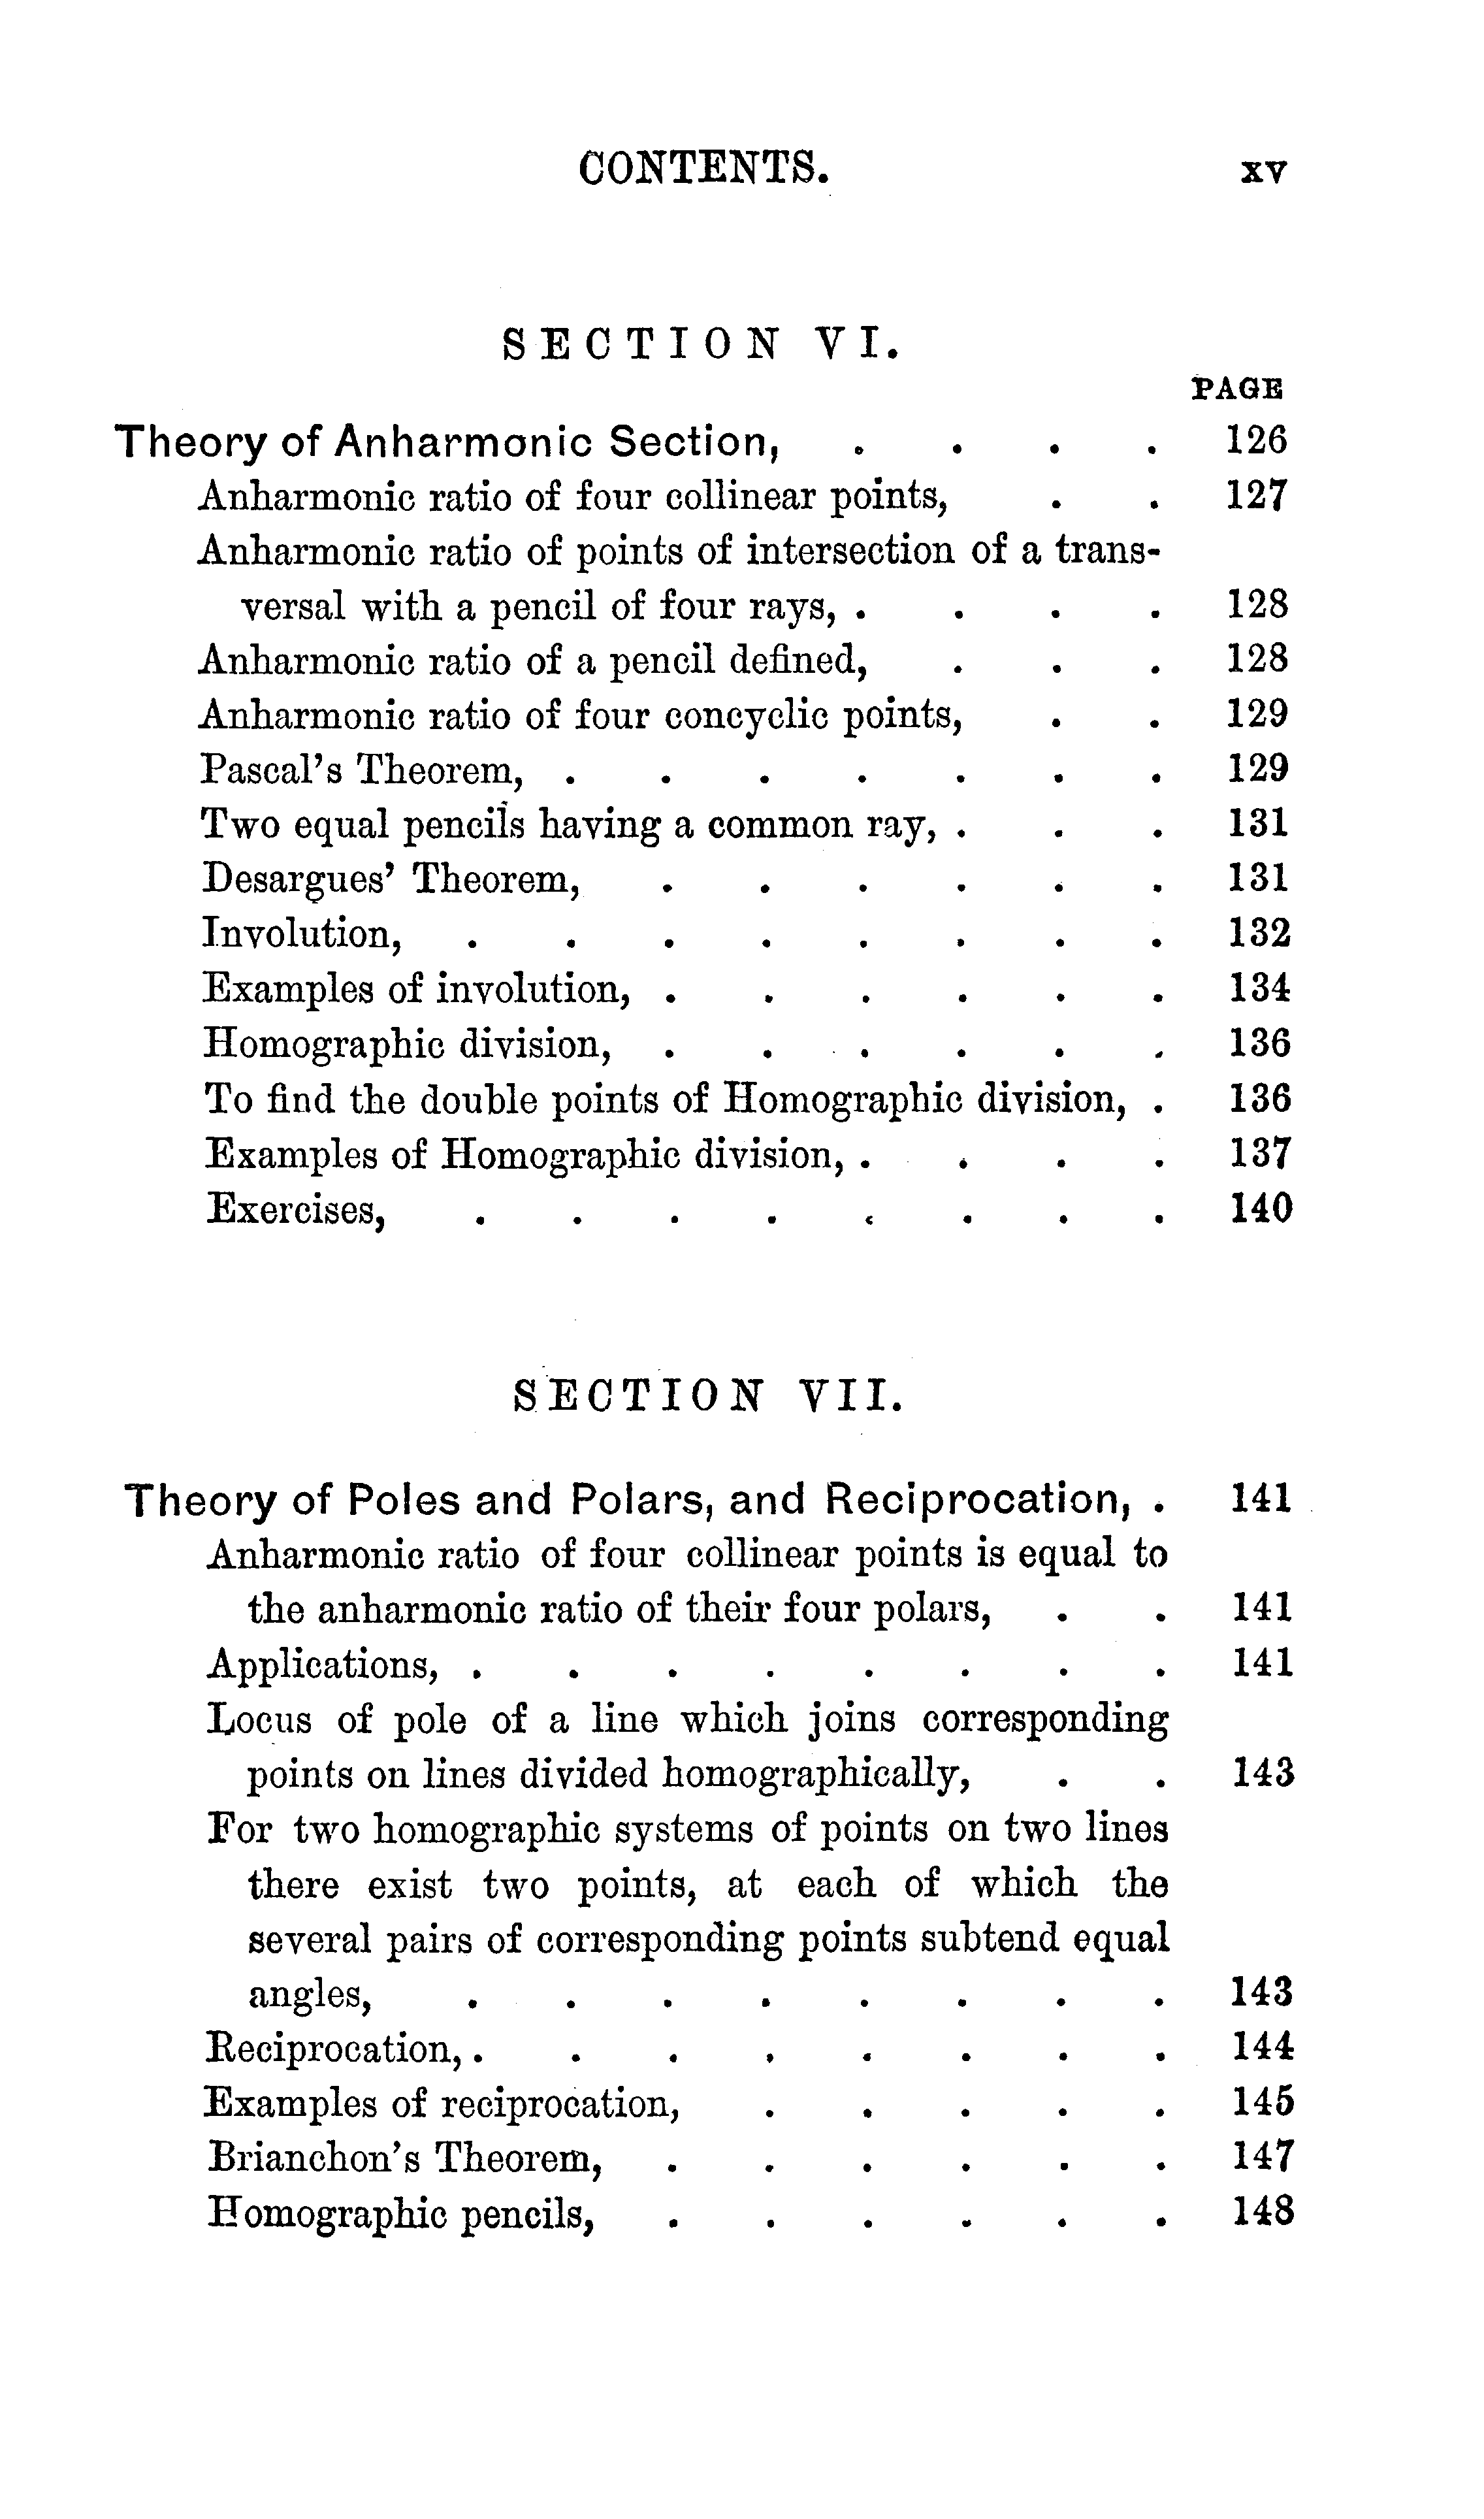 CONTENTS. xv
SECTION VI.
PAGE
Theory of Anharmonic Section, . . . . 126
Anharmonic ratio of four collinear points, . . 127
Anharmonic ratio of points of intersection of a trans-
versal with a pencil of four rays, . . . . 128
Anharmonic ratio of a pencil defined, . . . 128
Anharmonic ratio of four concyclic points, . . 129
Pascal's Theorem, . . . . . . . 129
Two equal pencils having a common ray, . . . 131
Desargues' Theorem, . . . . . . 131
Involution, . . . . . . . . 132
Examples of involution, . . . . . . 134
Homographic division, . . . . . . 136
To find the double points of Homographic division, . 136
Examples of Homographic division, . . . . 137
Exercises, . . . . . . . . 140
SECTION VII.
Theory of Poles and Polars, and Reciprocation, . 141
Anharmonic ratio of four collinear points is equal to
the anharmonic ratio of their four polars, . . 141
Applications, . . . . . . . . 141
Locus of pole of a line which joins corresponding
points on lines divided homographically, . . 143
For two homographic systems of points on two lines
there exist two points, at each of which the
several pairs of corresponding points subtend equal
angles, . . . . . . . . 143
Reciprocation, . . . . . . . . 144
Examples of reciprocation, . . . . . 145
Brianchon's Theorem, . . . . . . 147
Homographic pencils, . . . . . . 148